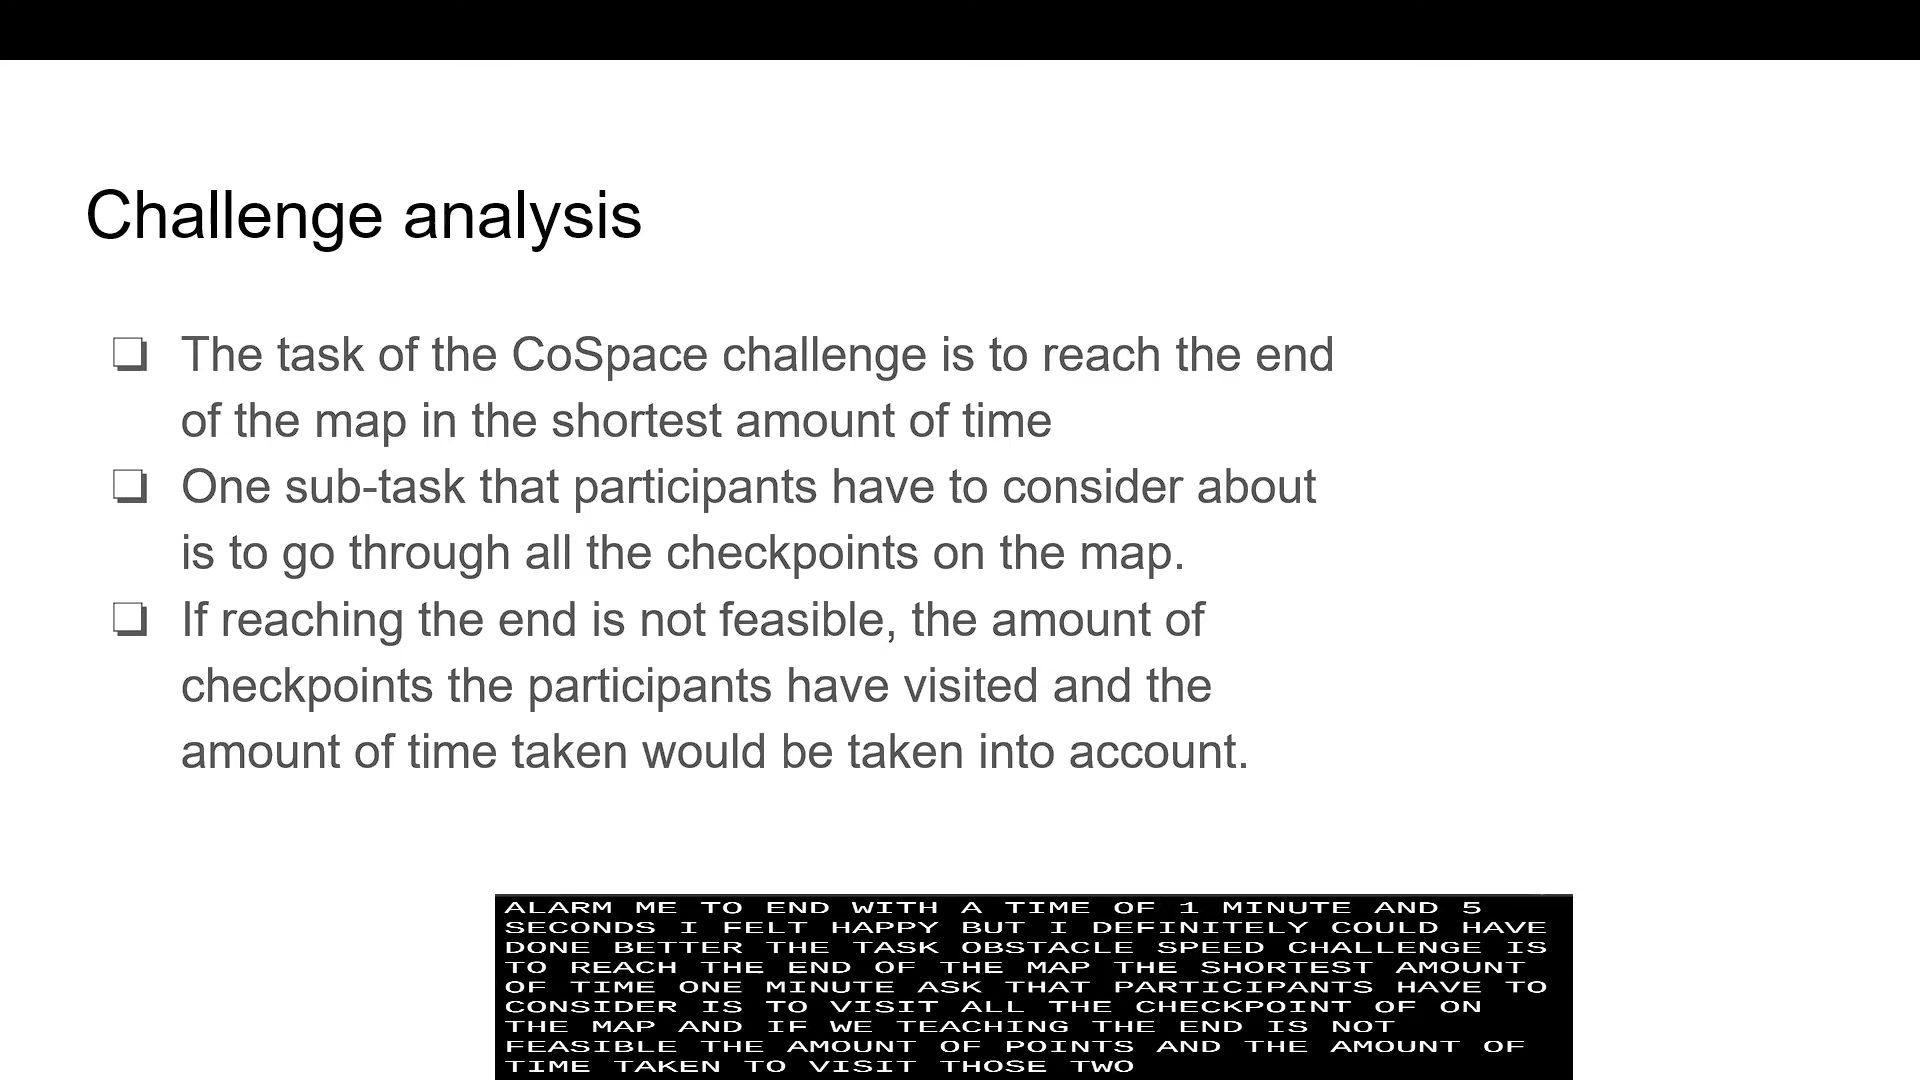 Challenge analysis
❏ The task of the CoSpace challenge is to reach the end
of the map in the shortest amount of time
❏ One sub-task that participants have to consider about
is to go through all the checkpoints on the map.
❏ If reaching the end is not feasible, the amount of
checkpoints the participants have visited and the
amount of time taken would be taken into account.
ALARM ME TO END WITH A TIME OF 1 MINUTE AND 5
SECONDS I FELT HAPPY BUT I DEFINITELY COULD HAVE
DONE BETTER THE TASK OBSTACLE SPEED CHALLENGE IS
TO REACH THE END OF THE MAP THE SHORTEST AMOUNT
OF TIME ONE MINUTE ASK THAT PARTICIPANTS HAVE TO
CONSIDER IS TO VISIT ALL THE CHECKPOINT OF ON
THE MAP AND IF WE TEACHING THE END IS NOT
FEASIBLE THE AMOUNT OF POINTS AND THE AMOUNT OF
TIME TAKEN TO VISIT THOSE TWO